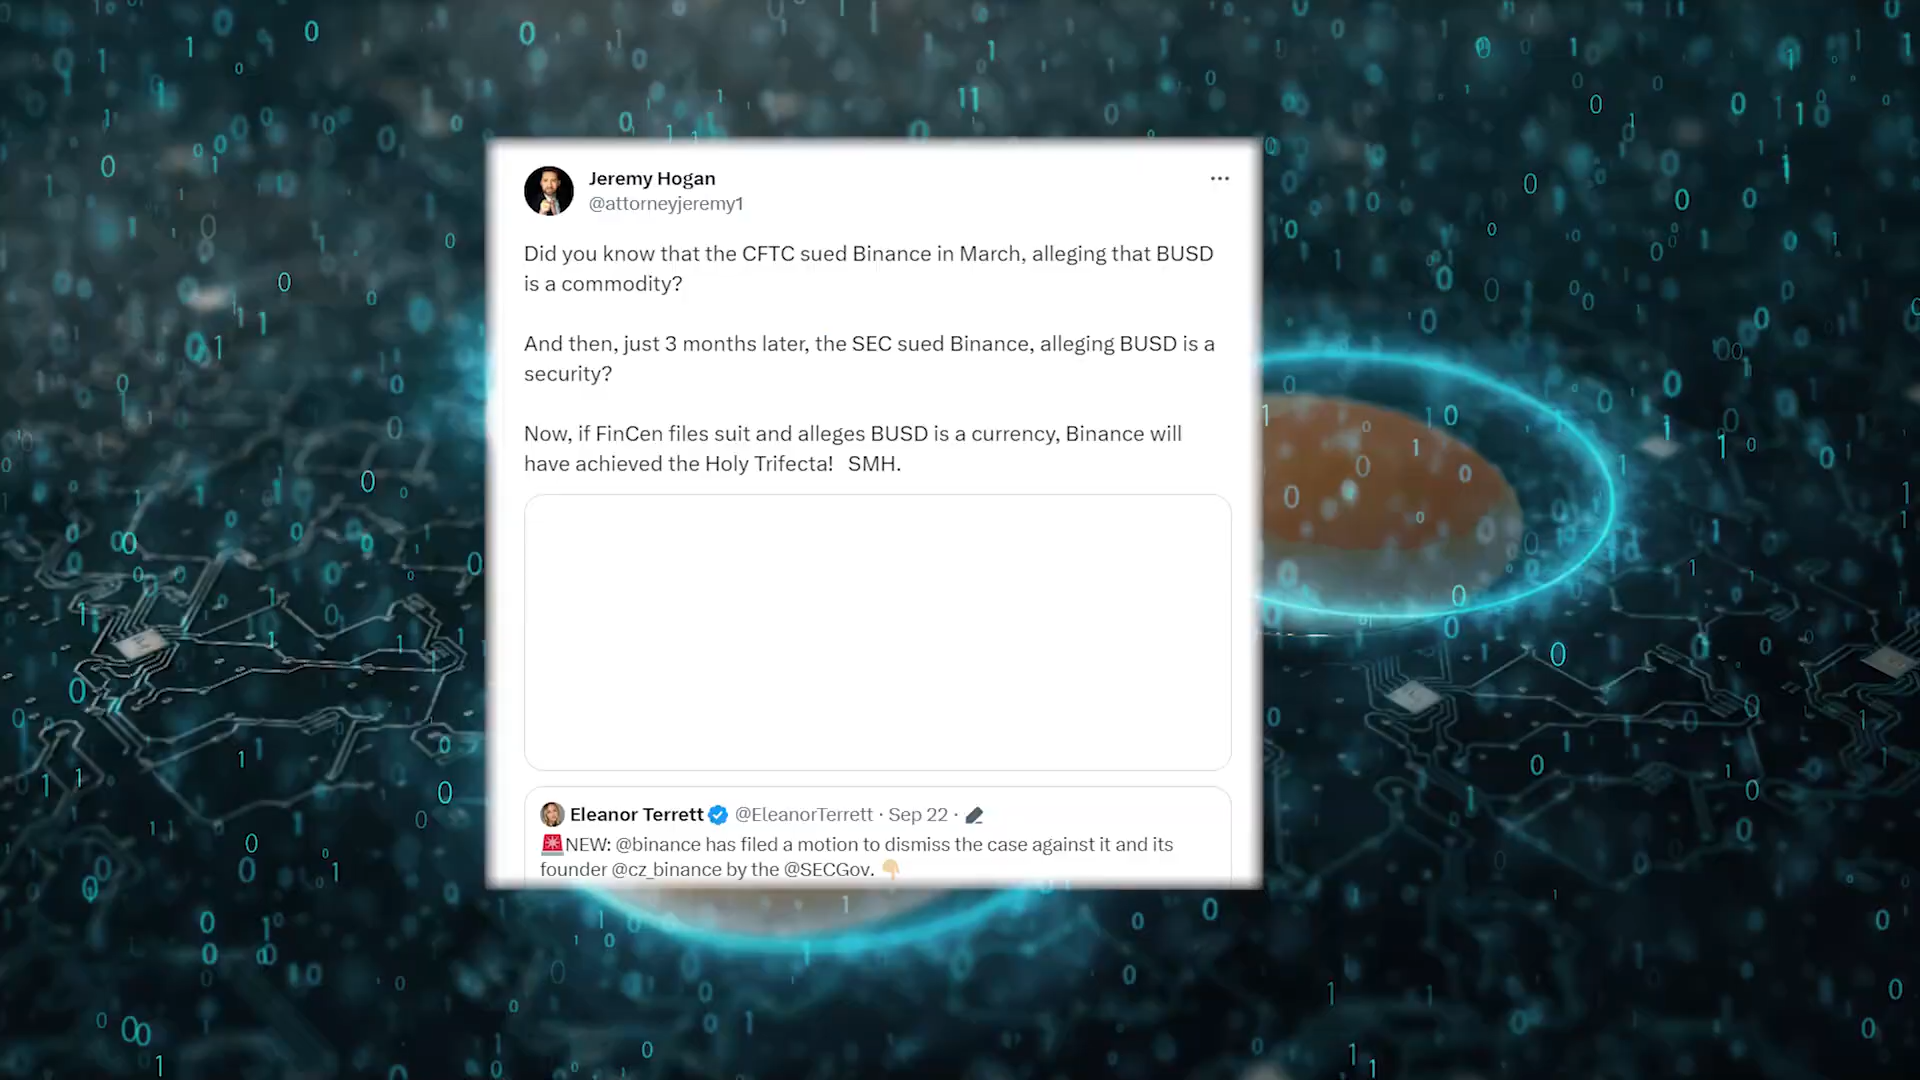 Jeremy Hogan
@attorneyjeremy1
Did you know that the CFTC sued Binance in March, alleging that BUSD
is a commodity?
And then, just 3 months later, the SEC sued Binance, alleging BUSD is a
security?
Now, if FinCen files suit and alleges BUSD is a currency, Binance will
have achieved the Holy Trifecta! SMH.
Eleanor Terrett @EleanorTerrett · Sep 22 ·
NEW: @binance has filed a motion to dismiss the case against it and its
founder @cz_binance by the @SECGov.